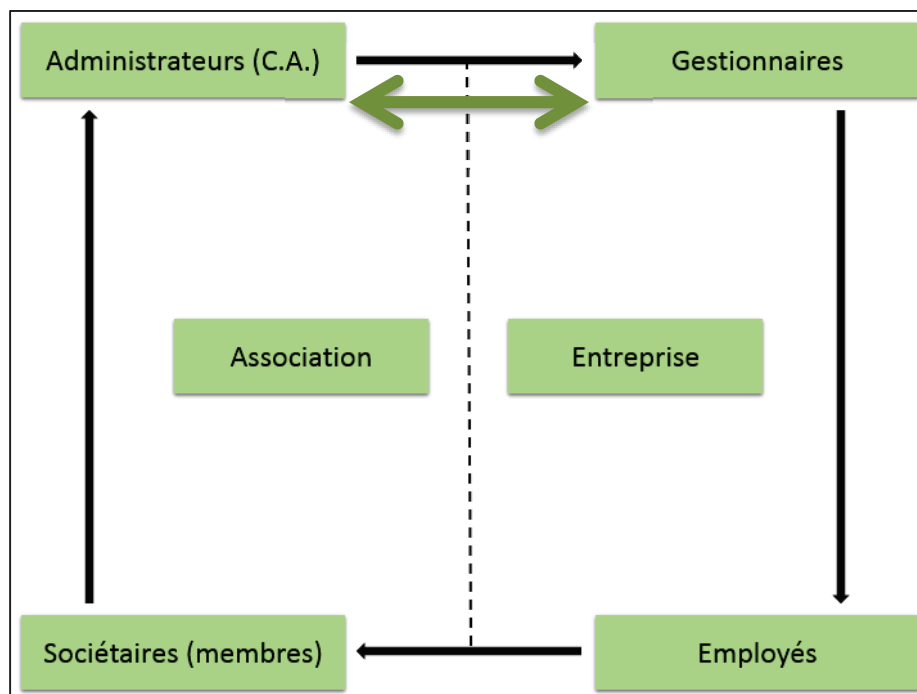 Administrateurs (C.A.)
Gestionnaires
Association
Entreprise
Sociétaires (membres)
Employés